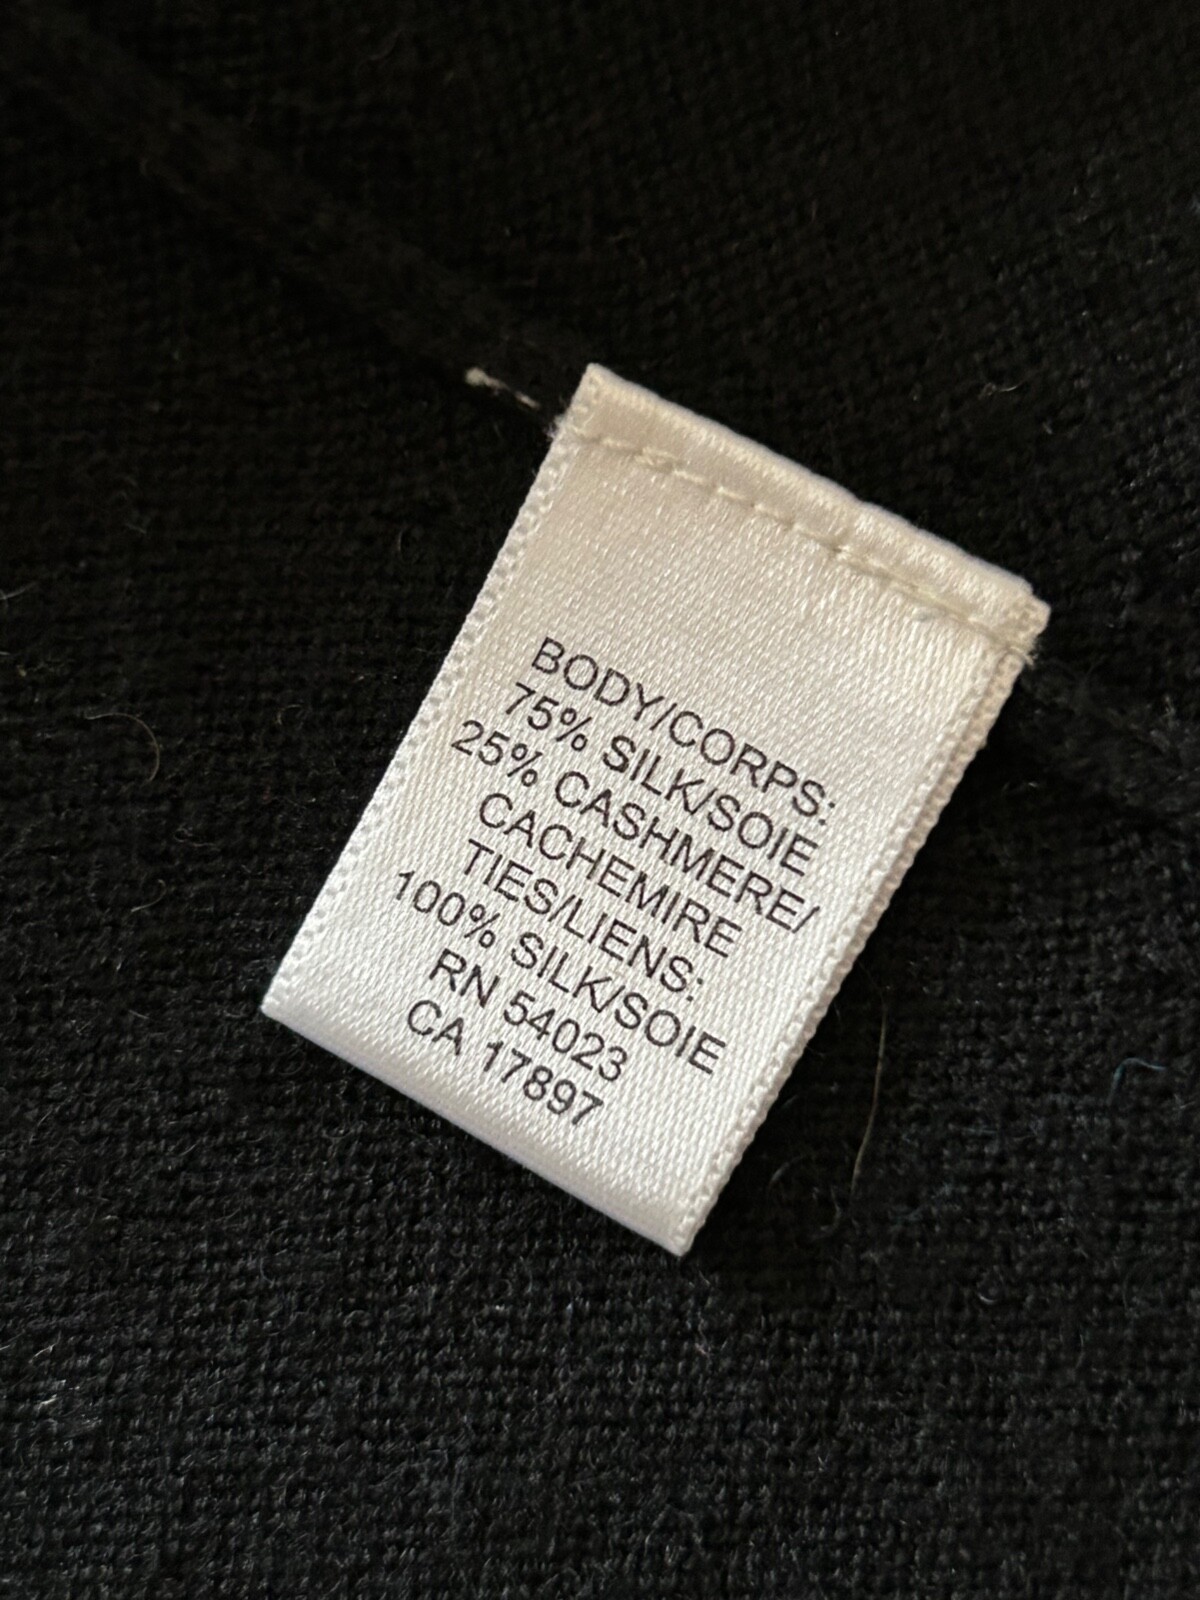 BODY/CORPS:
75% SILK/SOIE
25% CASHMERE/
CACHEMIRE
TIES/LIENS:
100% SILK/SOIE
RN 54023
CA 17897